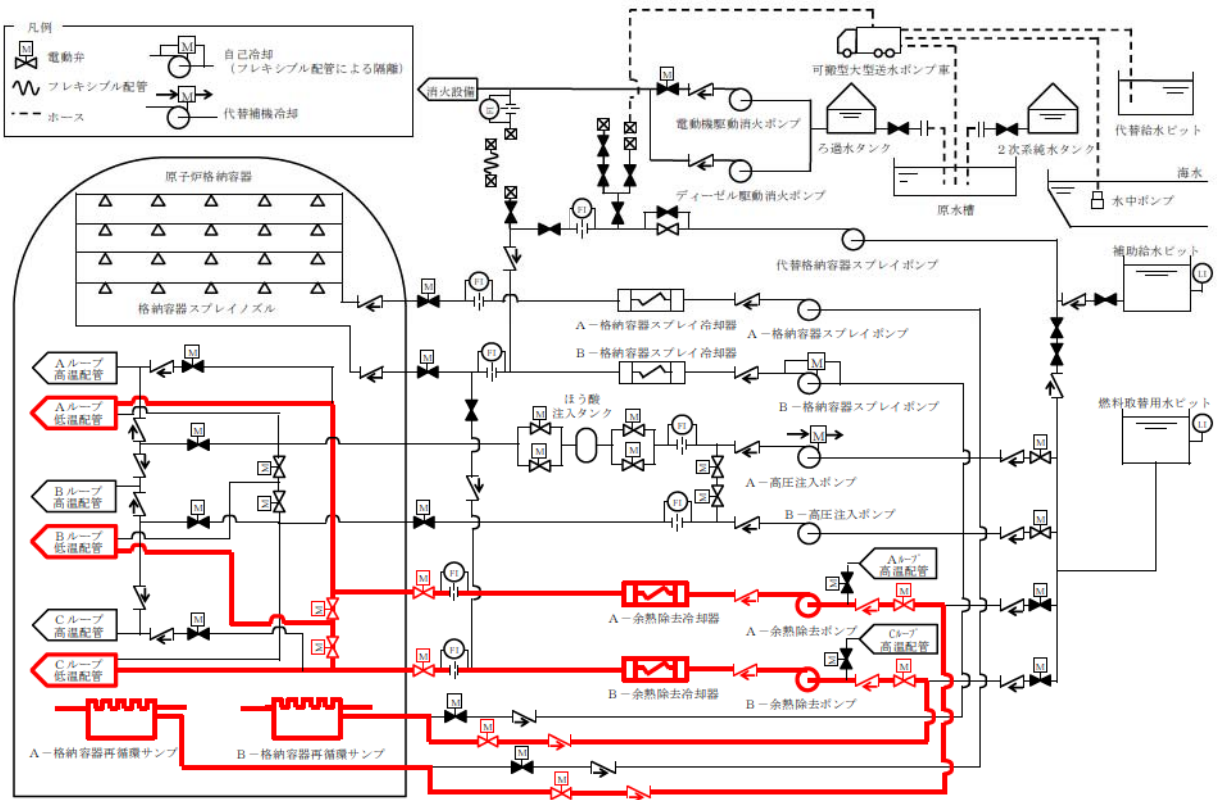 凡例
M
電動弁
フレキシブル配管
ホース
M
自己冷却
(フレキシブル配管による隔離)
M
代替補機冷却
消火設備
FI
M
電動機駆動消火ポンプ
ディーゼル駆動消火ポンプ
可搬型大型送水ポンプ車
ろ過水タンク
2次系純水タンク
原水槽
代替給水ピット
海水
水中ポンプ
原子炉格納容器
格納容器スプレイノズル
FI
代替格納容器スプレイポンプ
補助給水ピット
LI
M
FI
A-格納容器スプレイ冷却器
A-格納容器スプレイポンプ
M
FI
B-格納容器スプレイ冷却器
M
B-格納容器スプレイポンプ
燃料取替用水ピット
LI
Aループ
高温配管
M
Aループ
低温配管
M
ほう酸
注入タンク
M
M
M
M
FI
M
A-高圧注入ポンプ
M
M
M
Bループ
高温配管
M
M
M
M
FI
B-高圧注入ポンプ
M
Bループ
低温配管
M
FI
A-余熱除去冷却器
A-余熱除去ポンプ
Aループ
高温配管
M
M
M
Cループ
高温配管
M
M
M
Cループ
低温配管
M
FI
B-余熱除去冷却器
B-余熱除去ポンプ
Cループ
高温配管
M
M
M
A-格納容器再循環サンプ
B-格納容器再循環サンプ
M
M
M
M